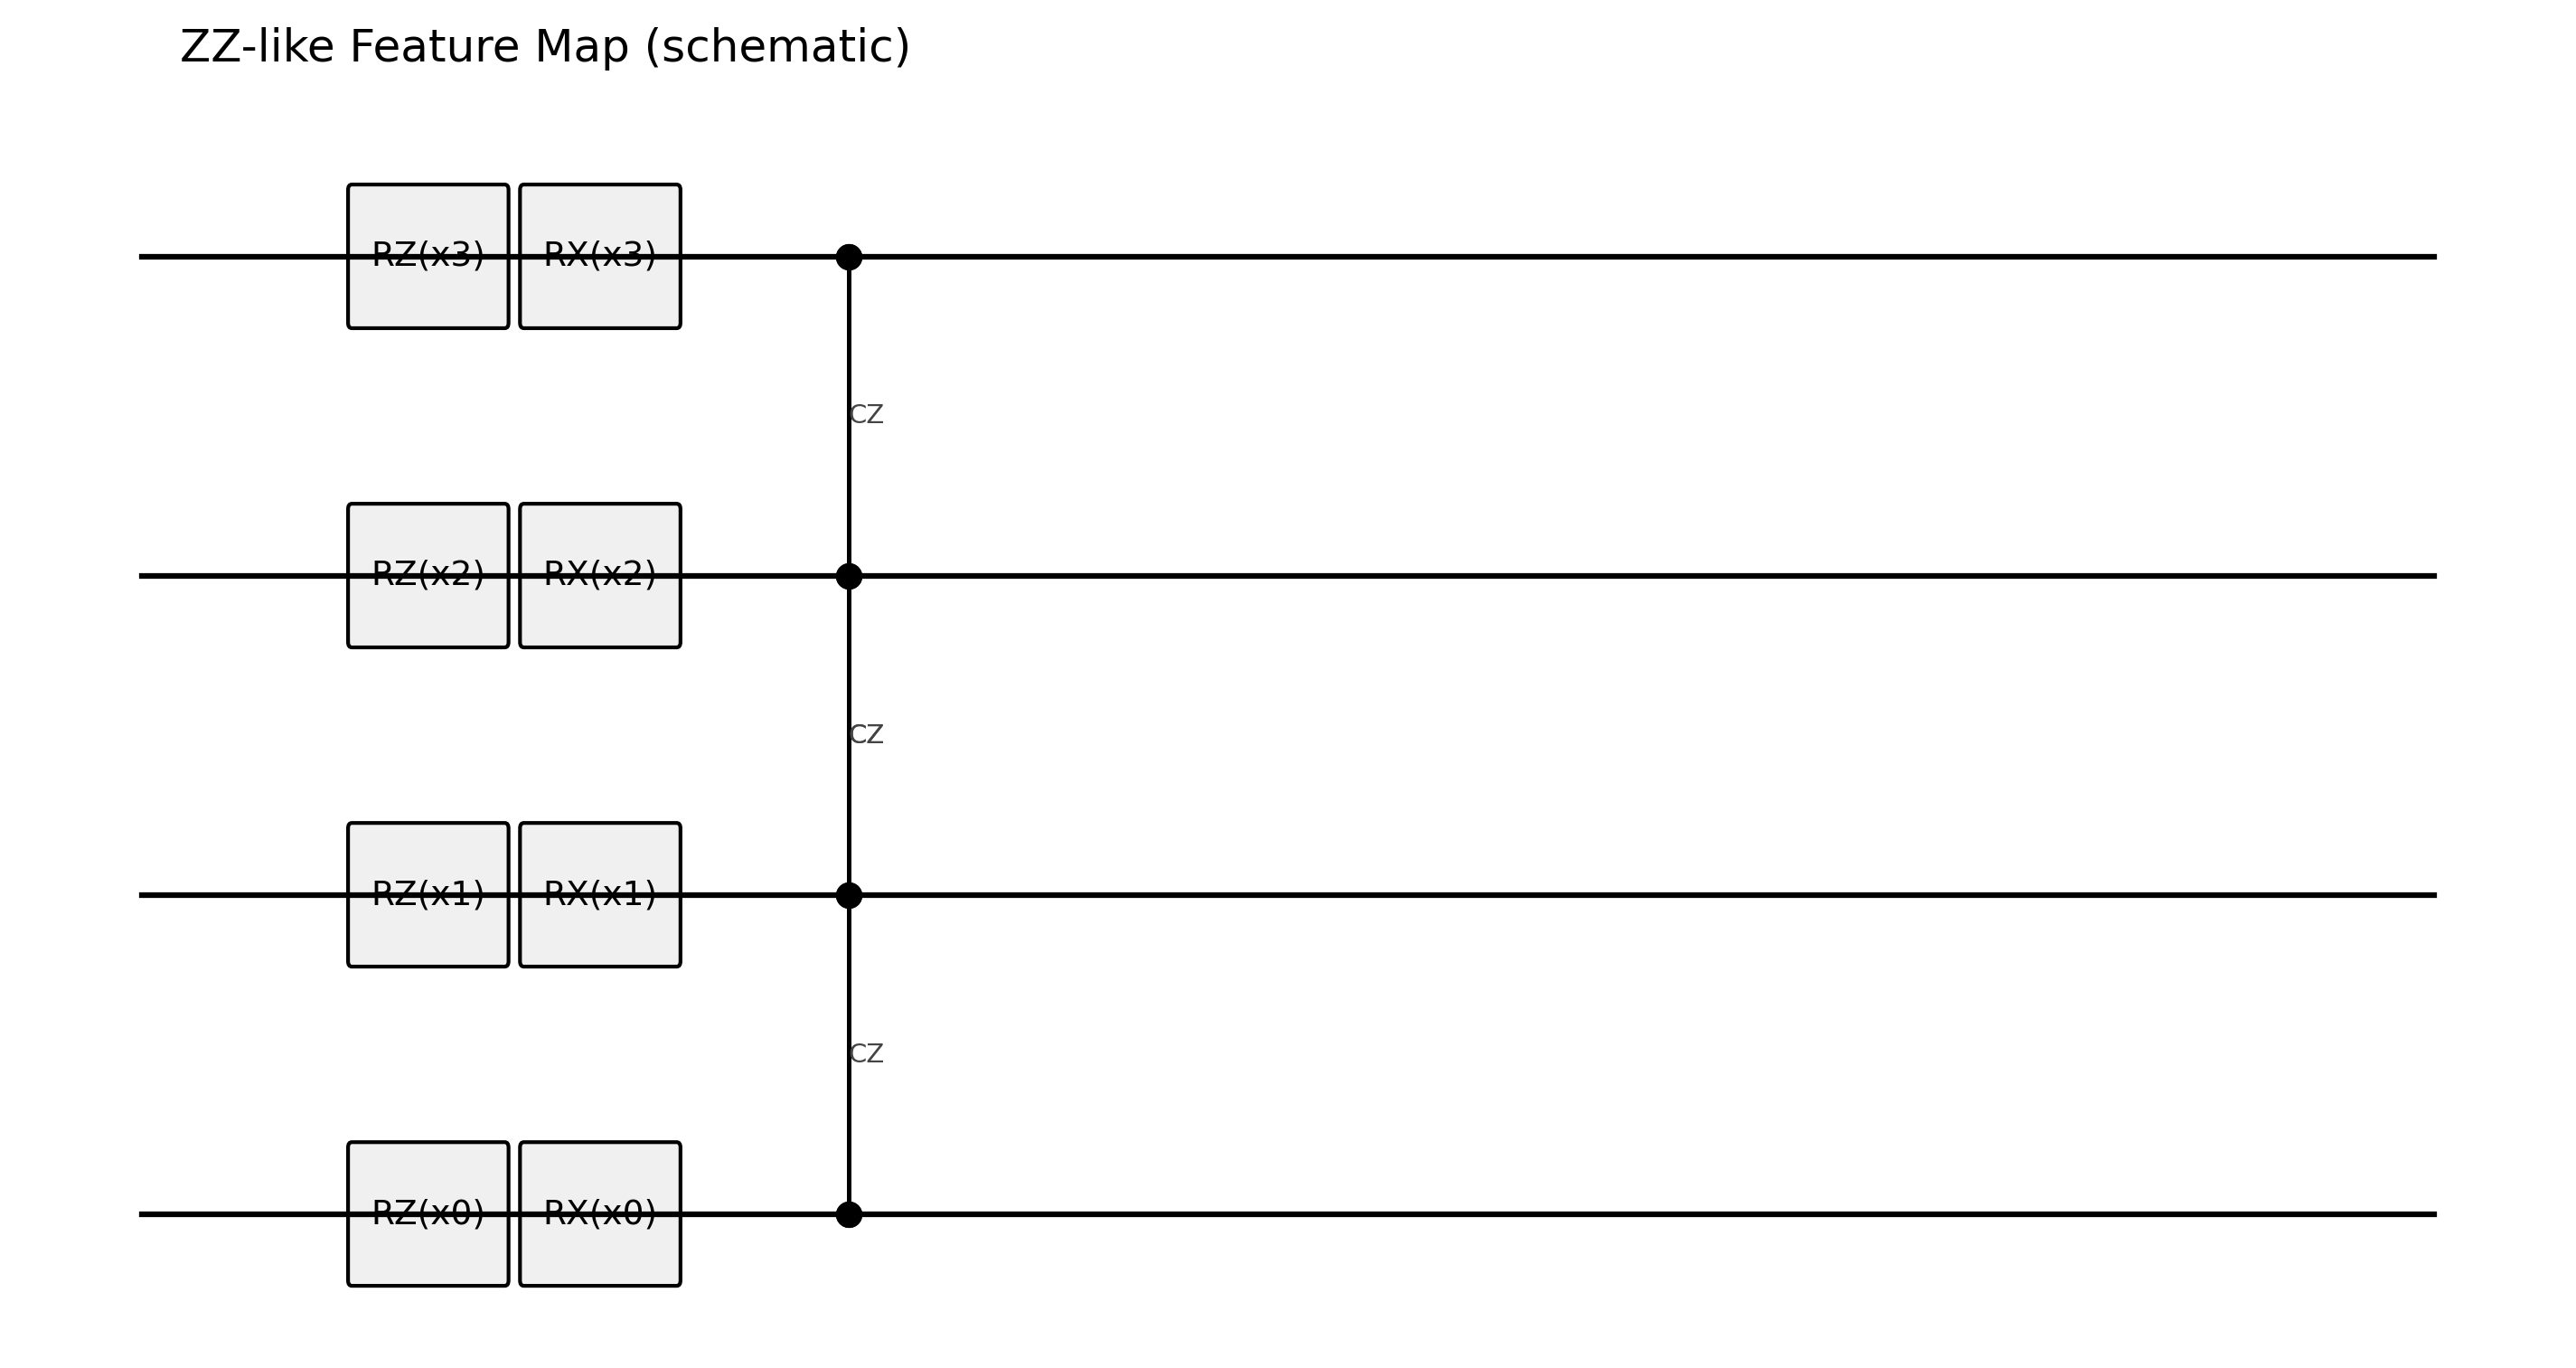 ZZ-like Feature Map (schematic)
RZ(x3) RX(x3)
CZ
RZ(x2) RX(x2)
CZ
RZ(x1) RX(x1)
CZ
RZ(x0) RX(x0)